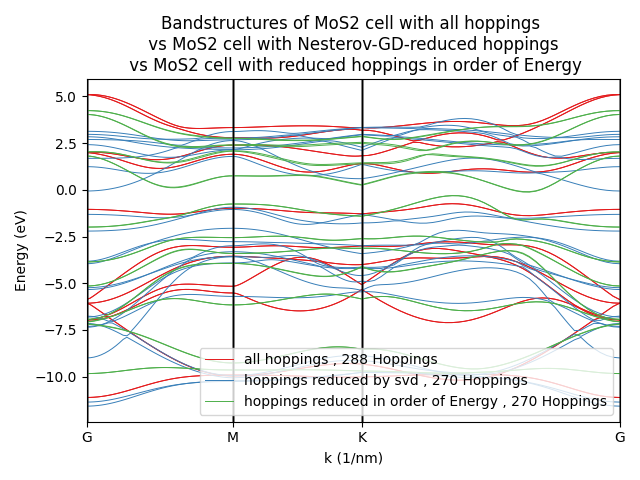 Bandstructures of MoS2 cell with all hoppings
vs MoS2 cell with Nesterov-GD-reduced hoppings
vs MoS2 cell with reduced hoppings in order of Energy
Energy (eV)
5.0
2.5
0.0
−2.5
−5.0
−7.5
−10.0
all hoppings , 288 Hoppings
hoppings reduced by svd , 270 Hoppings
hoppings reduced in order of Energy , 270 Hoppings
G M K G
k (1/nm)